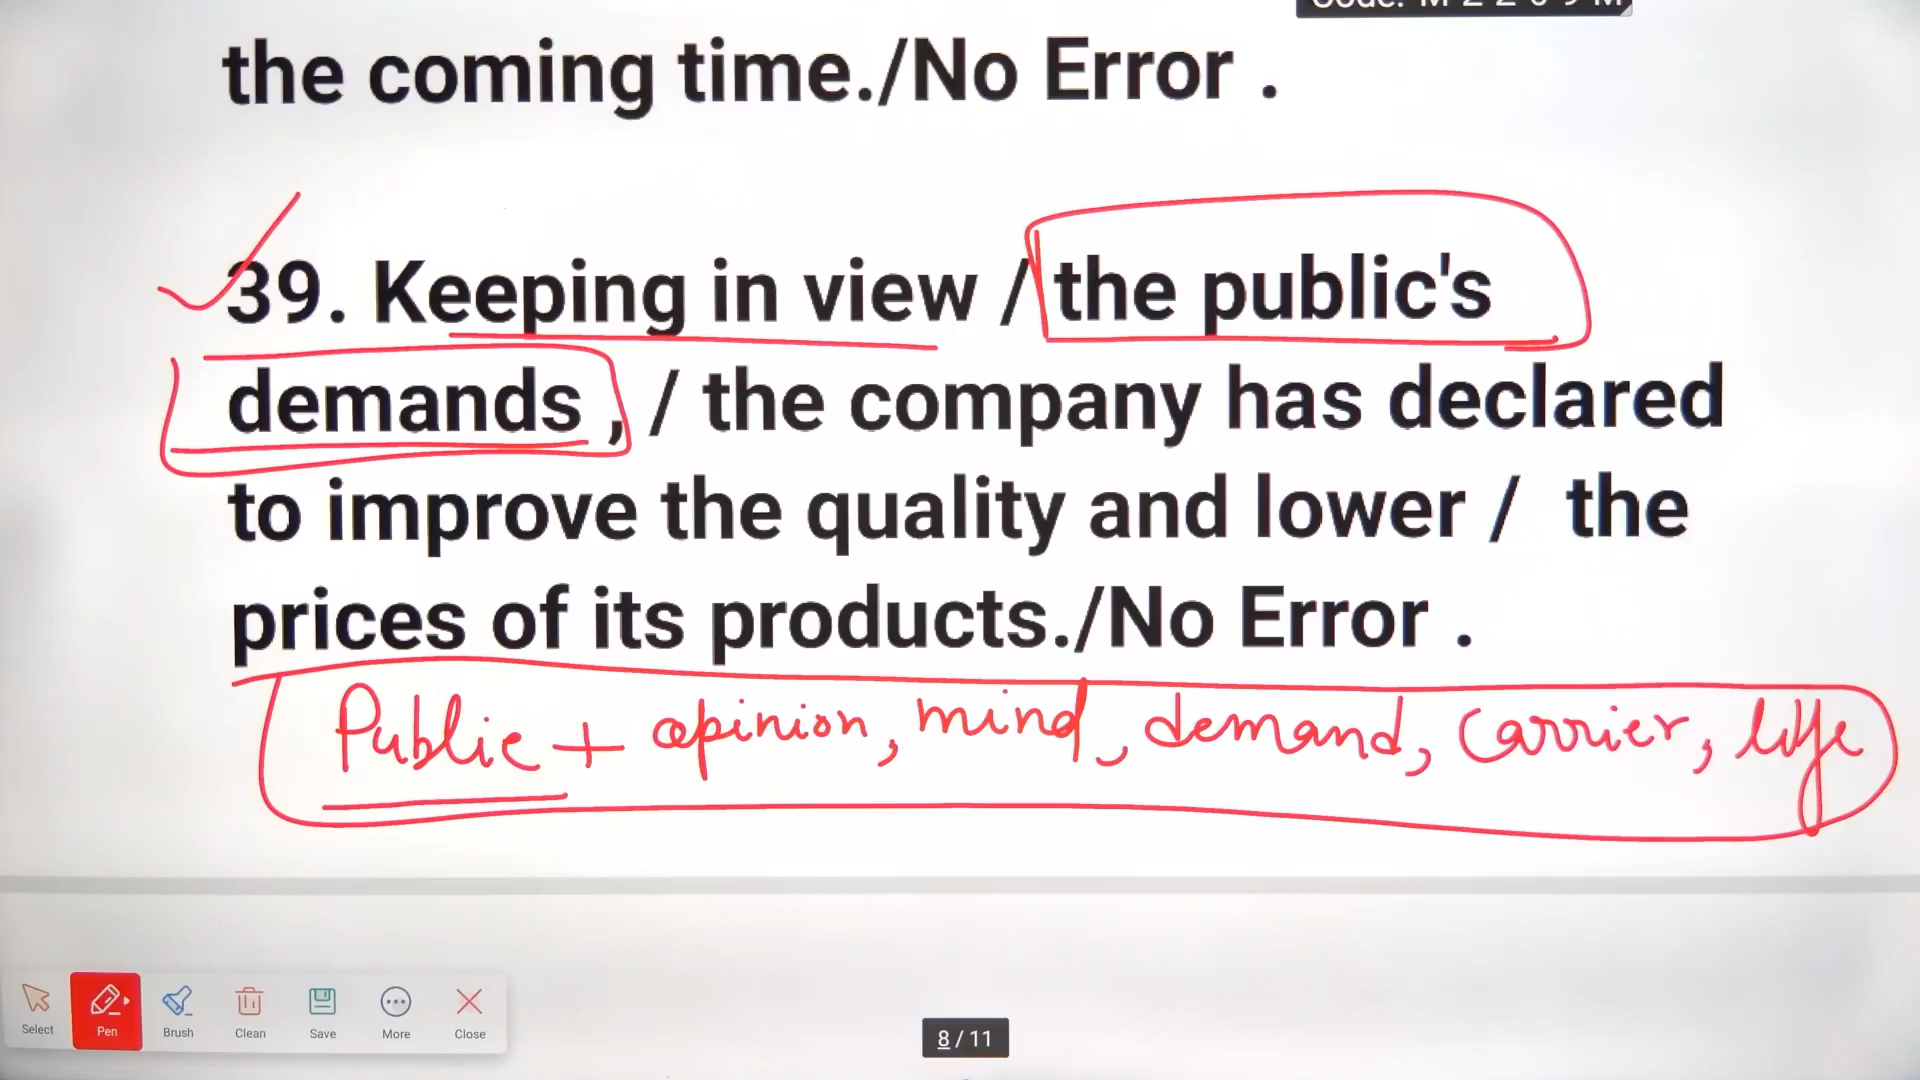 the coming time./No Error .
39. Keeping in view / the public's
demands , / the company has declared
to improve the quality and lower / the
prices of its products./No Error .
Public + opinion, mind, demand, carrier, life
Select Pen Brush Clean Save More Close
8 / 11